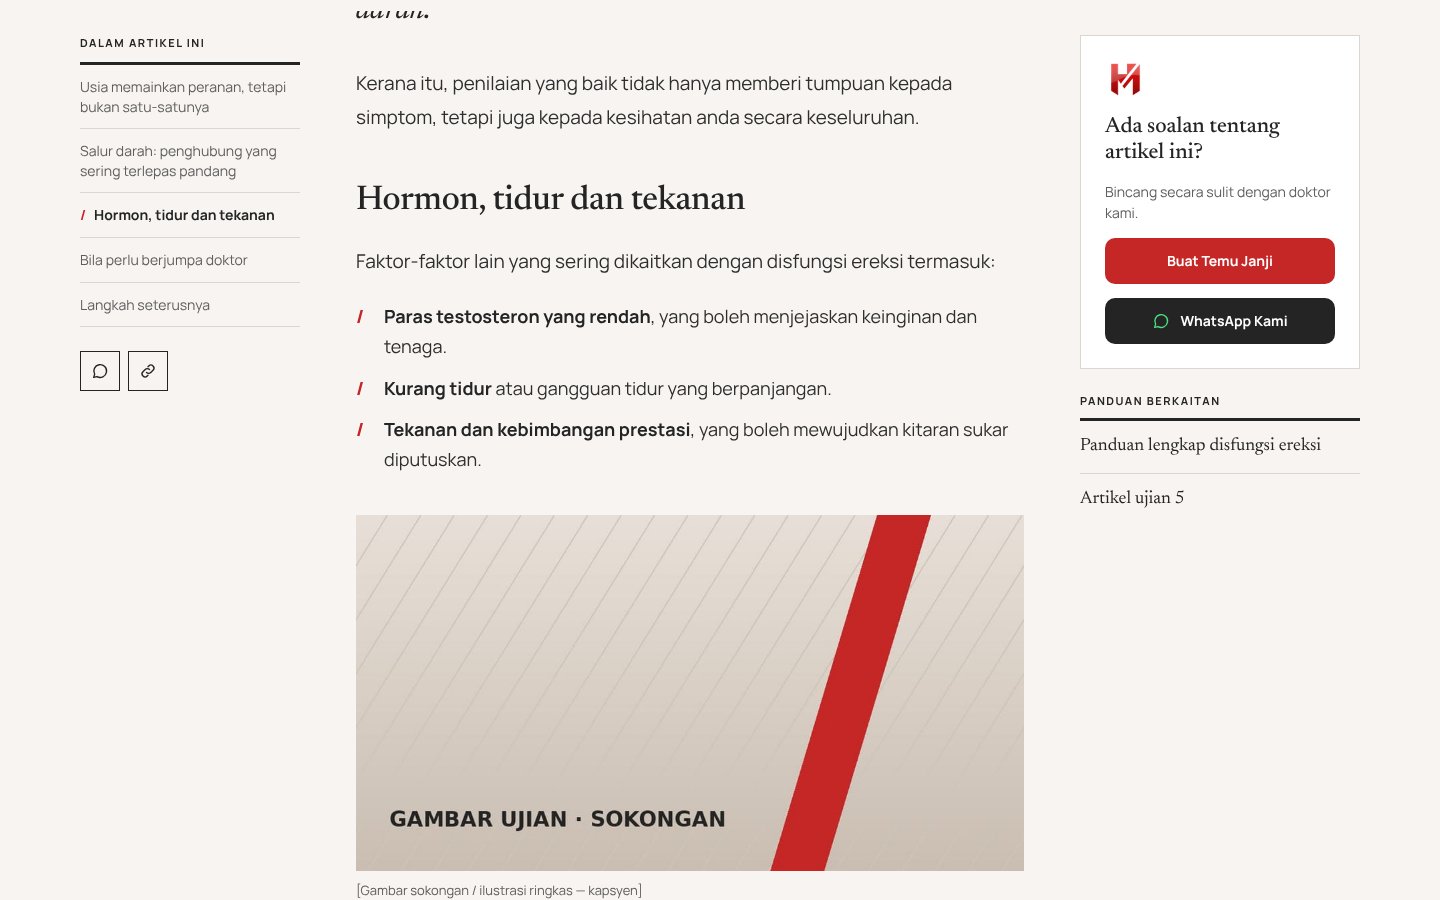 DALAM ARTIKEL INI
Usia memainkan peranan, tetapi
bukan satu-satunya
Salur darah: penghubung yang
sering terlepas pandang
/ Hormon, tidur dan tekanan
Bila perlu berjumpa doktor
Langkah seterusnya
darah.
Kerana itu, penilaian yang baik tidak hanya memberi tumpuan kepada
simptom, tetapi juga kepada kesihatan anda secara keseluruhan.
Hormon, tidur dan tekanan
Faktor-faktor lain yang sering dikaitkan dengan disfungsi ereksi termasuk:
/ Paras testosteron yang rendah, yang boleh menjejaskan keinginan dan
tenaga.
/ Kurang tidur atau gangguan tidur yang berpanjangan.
/ Tekanan dan kebimbangan prestasi, yang boleh mewujudkan kitaran sukar
diputuskan.
GAMBAR UJIAN · SOKONGAN
[Gambar sokongan / ilustrasi ringkas — kapsyen]
Ada soalan tentang
artikel ini?
Bincang secara sulit dengan doktor
kami.
Buat Temu Janji
WhatsApp Kami
PANDUAN BERKAITAN
Panduan lengkap disfungsi ereksi
Artikel ujian 5